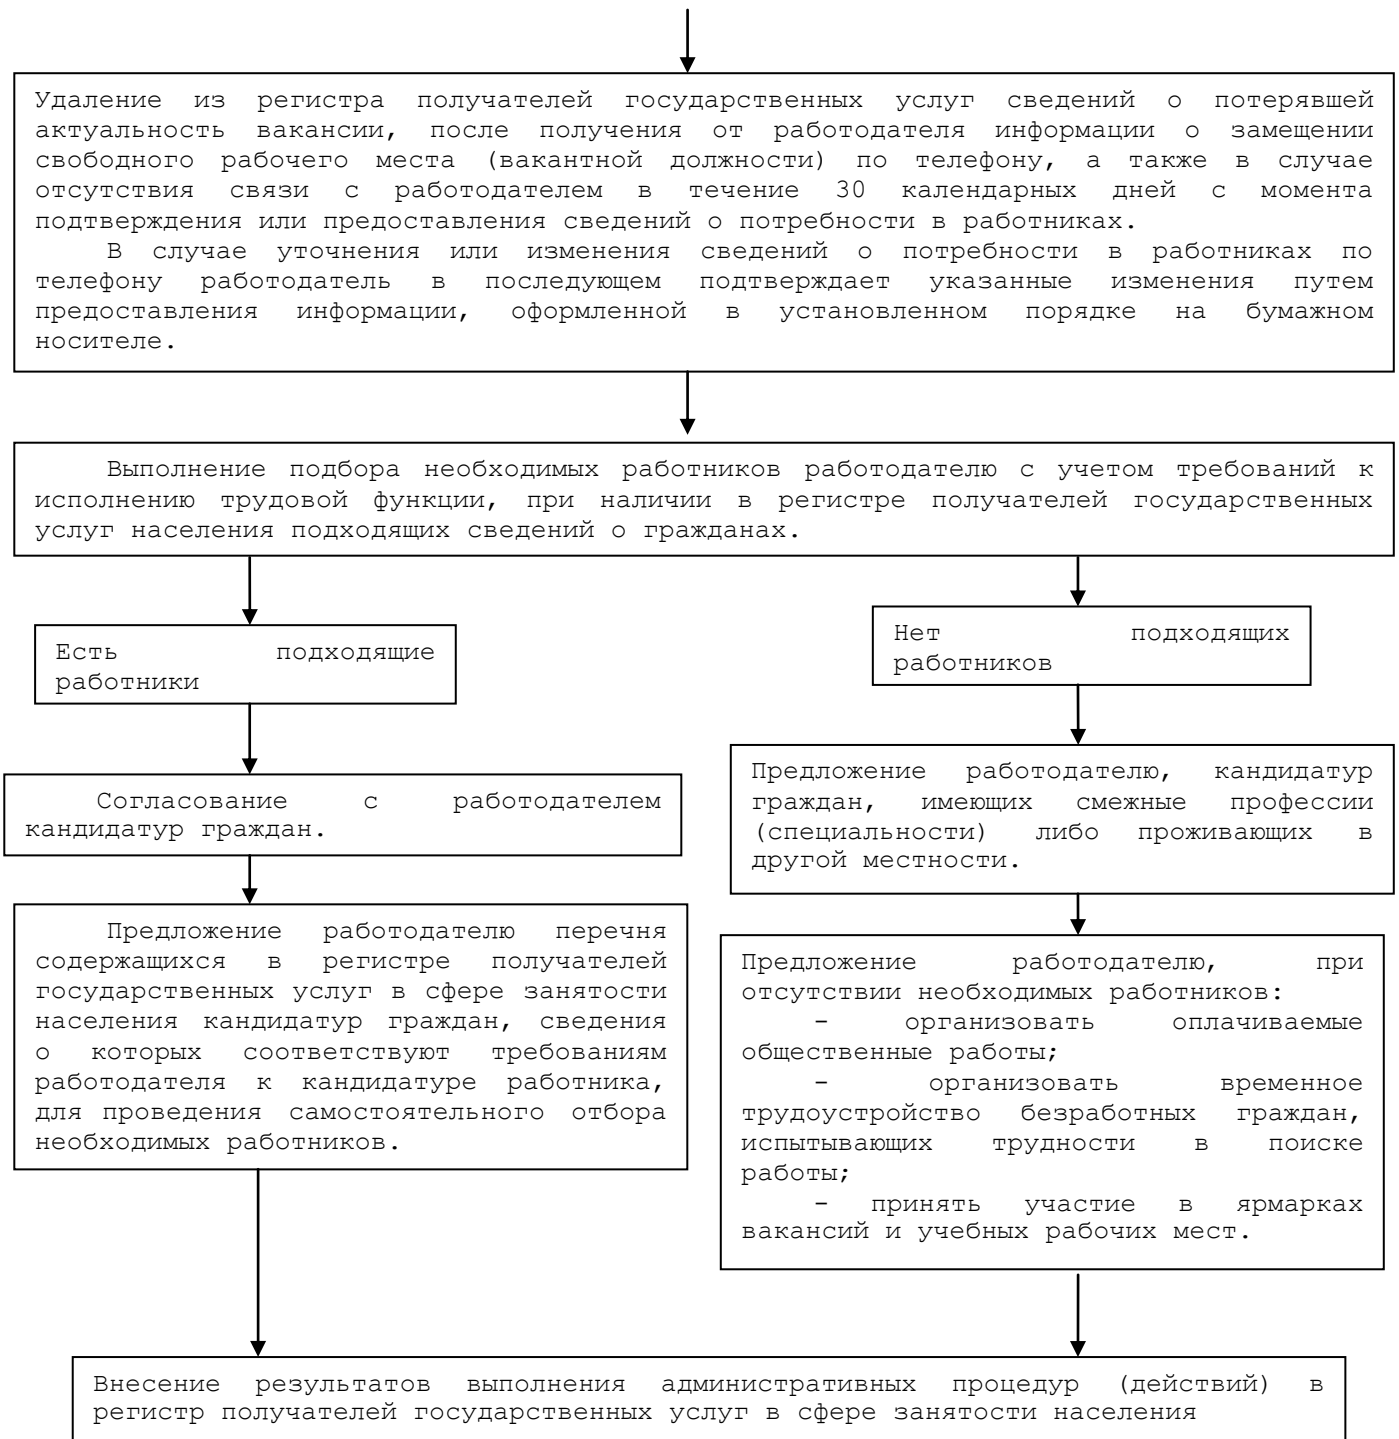 Удаление из регистра получателей государственных услуг сведений о потерявшей
актуальность вакансии, после получения от работодателя информации о замещении
свободного рабочего места (вакантной должности) по телефону, а также в случае
отсутствия связи с работодателем в течение 30 календарных дней с момента
подтверждения или предоставления сведений о потребности в работниках.
В случае уточнения или изменения сведений о потребности в работниках по
телефону работодатель в последующем подтверждает указанные изменения путем
предоставления информации, оформленной в установленном порядке на бумажном
носителе.
Выполнение подбора необходимых работников работодателю с учетом требований к
исполнению трудовой функции, при наличии в регистре получателей государственных
услуг населения подходящих сведений о гражданах.
Есть подходящие
работники
Согласование с работодателем
кандидатур граждан.
Предложение работодателю перечня
содержащихся в регистре получателей
государственных услуг в сфере занятости
населения кандидатур граждан, сведения
о которых соответствуют требованиям
работодателя к кандидатуре работника,
для проведения самостоятельного отбора
необходимых работников.
Нет подходящих
работников
Предложение работодателю, кандидатур
граждан, имеющих смежные профессии
(специальности) либо проживающих в
другой местности.
Предложение работодателю, при
отсутствии необходимых работников:
- организовать оплачиваемые
общественные работы;
- организовать временное
трудоустройство безработных граждан,
испытывающих трудности в поиске
работы;
- принять участие в ярмарках
вакансий и учебных рабочих мест.
Внесение результатов выполнения административных процедур (действий) в
регистр получателей государственных услуг в сфере занятости населения